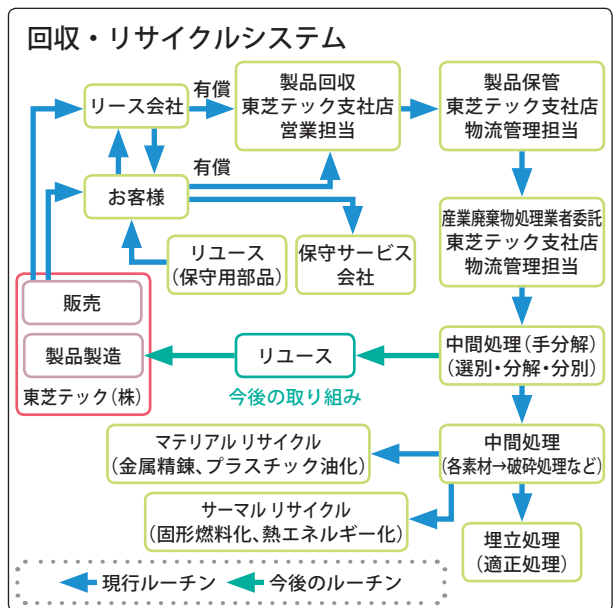 回収・リサイクルシステム
リース会社
有償
製品回収
東芝テック支社店
営業担当
製品保管
東芝テック支社店
物流管理担当
お客様
有償
産業廃棄物処理業者委託
東芝テック支社店
物流管理担当
リユース
(保守用部品)
保守サービス
会社
販売
製品製造
東芝テック(株)
リユース
今後の取り組み
中間処理(手分解)
(選別・分解・分別)
マテリアルリサイクル
(金属精錬、プラスチック油化)
中間処理
(各素材→破砕処理など)
サーマルリサイクル
(固形燃料化、熱エネルギー化)
埋立処理
(適正処理)
現行ルーチン
今後のルーチン